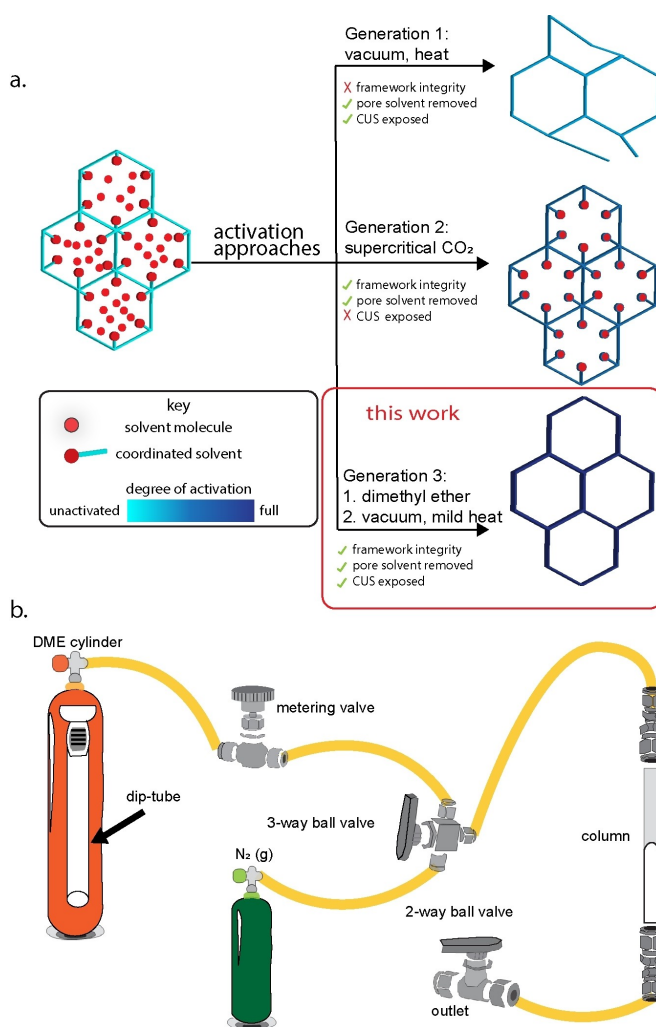 a.
Generation 1:
vacuum, heat
✗ framework integrity
✓ pore solvent removed
✓ CUS exposed
activation
approaches
Generation 2:
supercritical CO₂
✓ framework integrity
✓ pore solvent removed
✗ CUS exposed
key
solvent molecule
coordinated solvent
degree of activation
unactivated full
this work
Generation 3:
1. dimethyl ether
2. vacuum, mild heat
✓ framework integrity
✓ pore solvent removed
✓ CUS exposed
b.
DME cylinder
metering valve
dip-tube
3-way ball valve
column
N₂ (g)
2-way ball valve
outlet